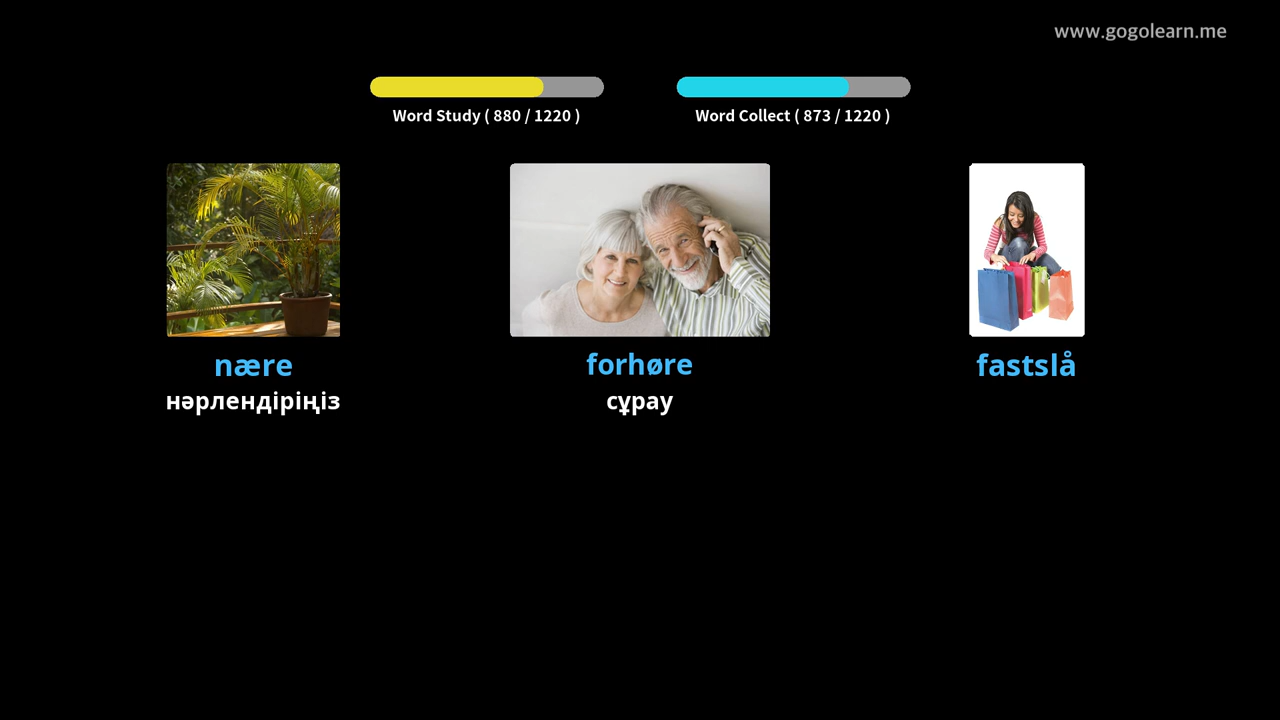 www.gogolearn.me
Word Study ( 880 / 1220 )
Word Collect ( 873 / 1220 )
nære
forhøre
fastslå
нәрлендіріңіз
сұрау